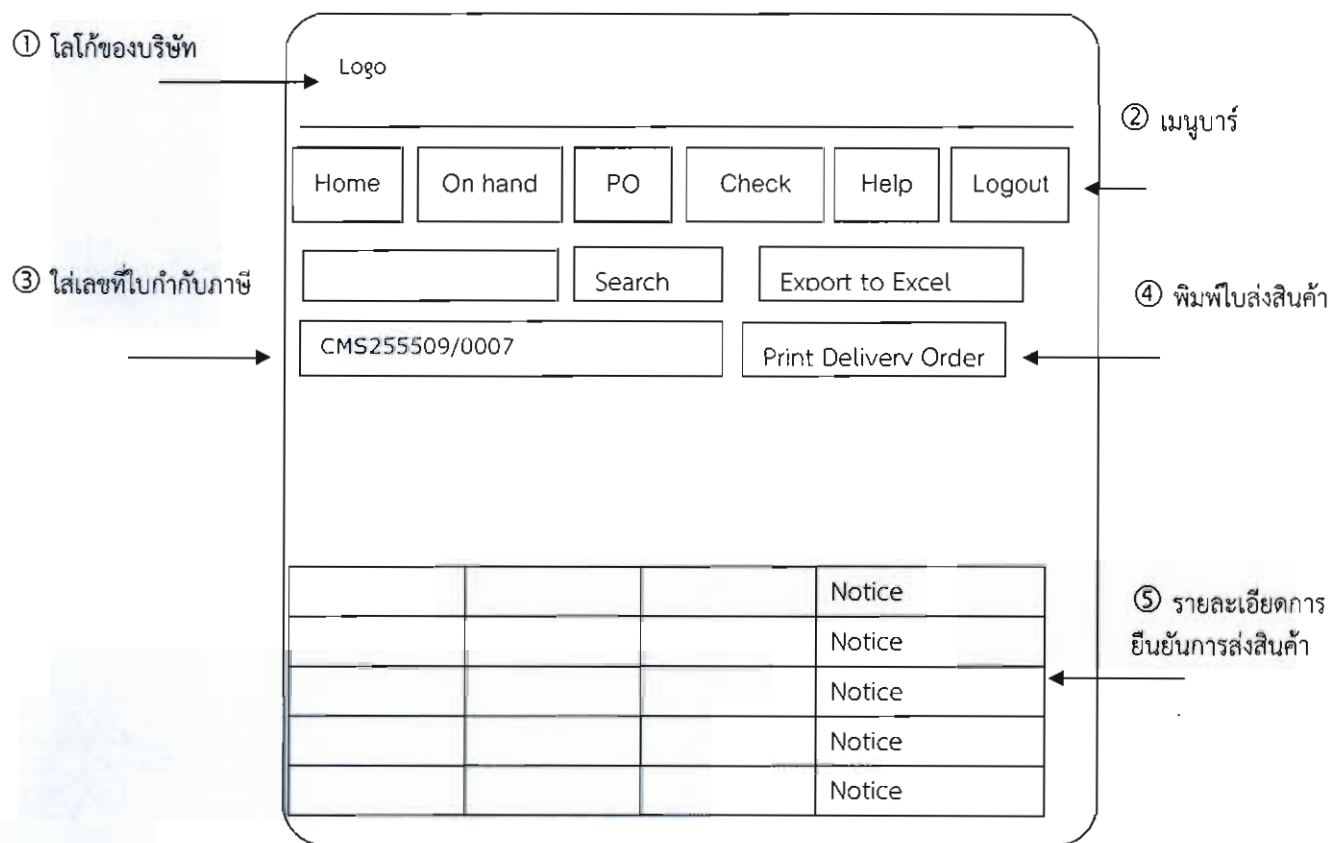 ① โลโก้ของบริษัท
Logo
② เมนูบาร์
Home On hand PO Check Help Logout
③ ใส่เลขที่ใบกำกับภาษี
Search Export to Excel
④ พิมพ์ใบส่งสินค้า
CMS255509/0007
Print Delivery Order
Notice
⑤ รายละเอียดการ
ยืนยันการส่งสินค้า
Notice
Notice
Notice
Notice